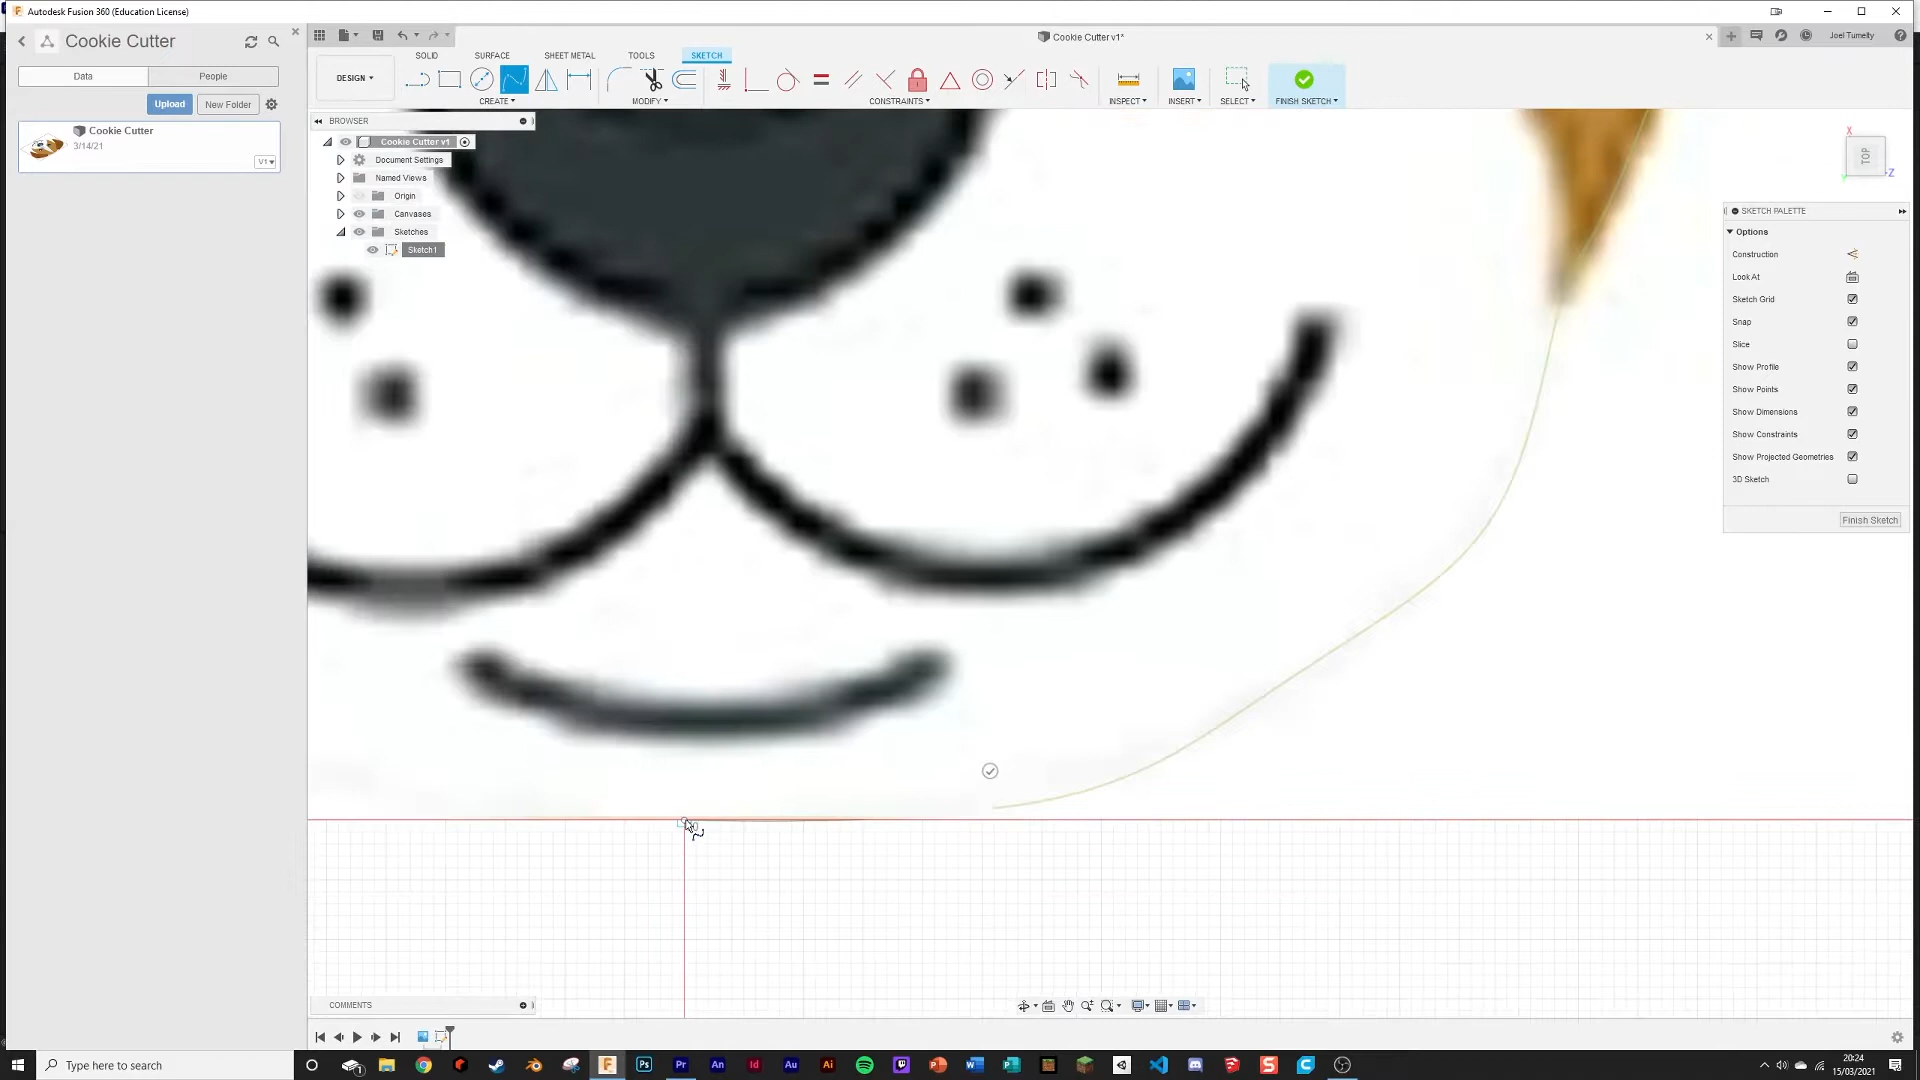 Autodesk Fusion 360 (Education License)
Cookie Cutter
Data
People
Upload
New Folder
Cookie Cutter
3/14/21
V1
Cookie Cutter v1*
Joel Tumelty
SOLID
SURFACE
SHEET METAL
TOOLS
SKETCH
DESIGN
CREATE
MODIFY
CONSTRAINTS
INSPECT
INSERT
SELECT
FINISH SKETCH
BROWSER
Cookie Cutter v1
Document Settings
Named Views
Origin
Canvases
Sketches
Sketch1
X
TOP
-Z
SKETCH PALETTE
Options
Construction
Look At
Sketch Grid
Snap
Slice
Show Profile
Show Points
Show Dimensions
Show Constraints
Show Projected Geometries
3D Sketch
Finish Sketch
COMMENTS
Type here to search
20:24
15/03/2021